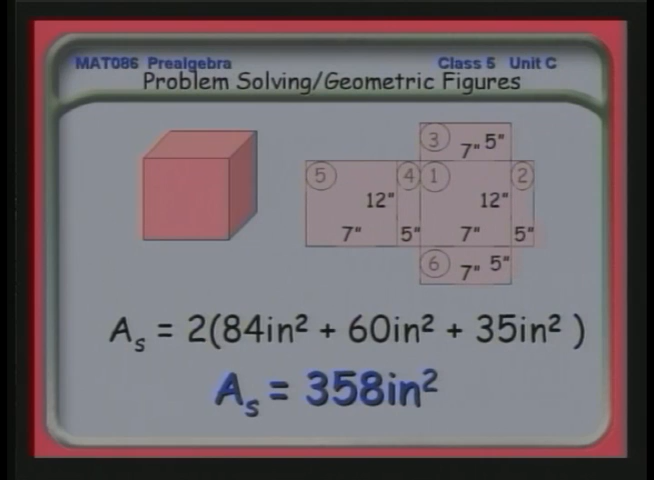 MAT086 Prealgebra Class 5 Unit C
Problem Solving/Geometric Figures
3 7" 5"
5 4 1 2
12" 12"
7" 5" 7" 5"
6 7" 5"
Aₛ = 2(84in² + 60in² + 35in² )
Aₛ = 358in²